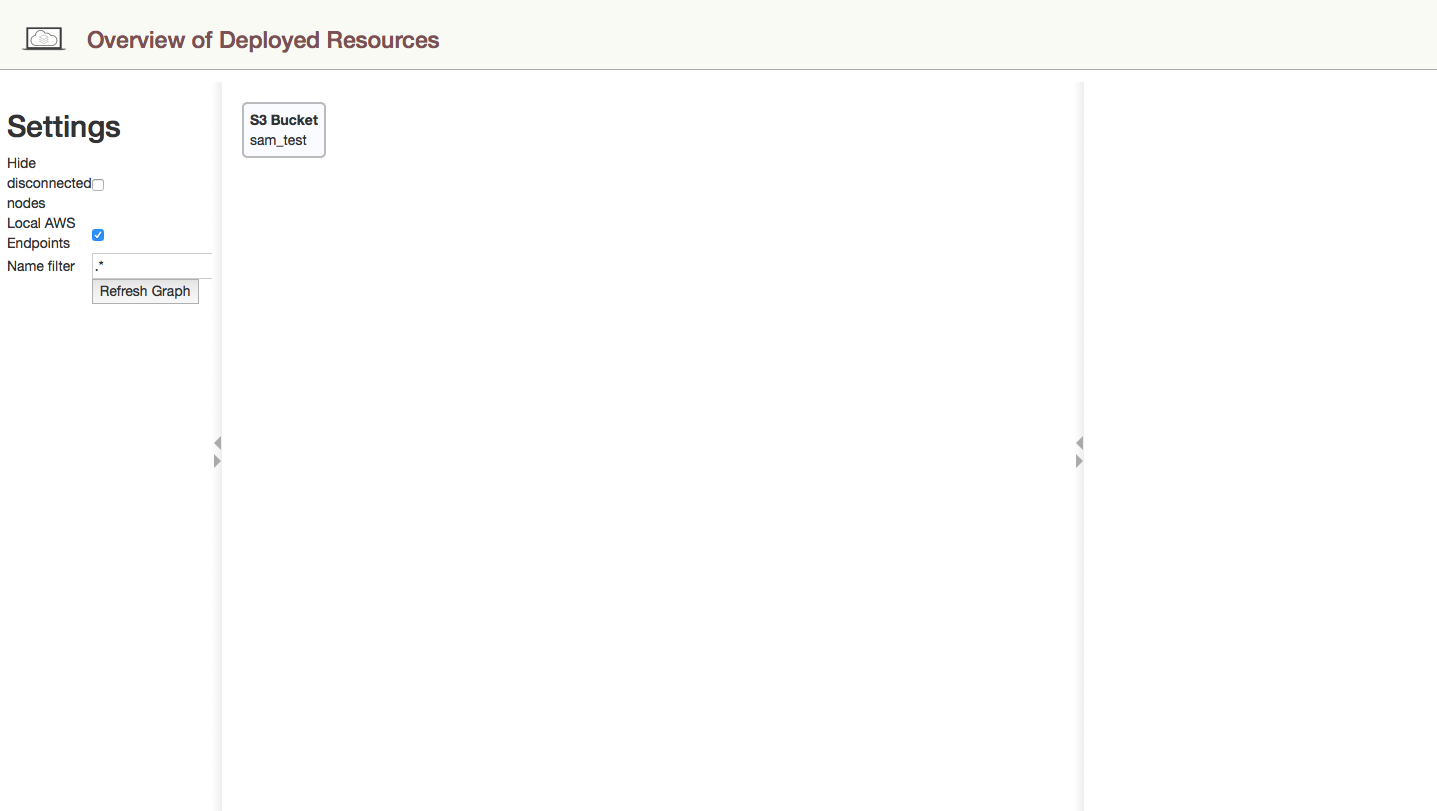 Overview of Deployed Resources
Settings
Hide
disconnected
nodes
Local AWS
Endpoints
Name filter
.*
Refresh Graph
S3 Bucket
sam_test